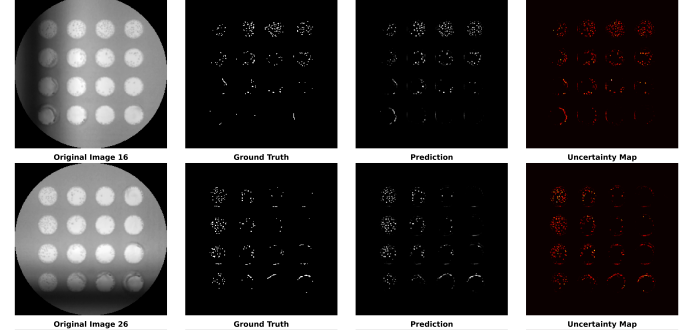 Original Image 16 Ground Truth Prediction Uncertainty Map
Original Image 26 Ground Truth Prediction Uncertainty Map